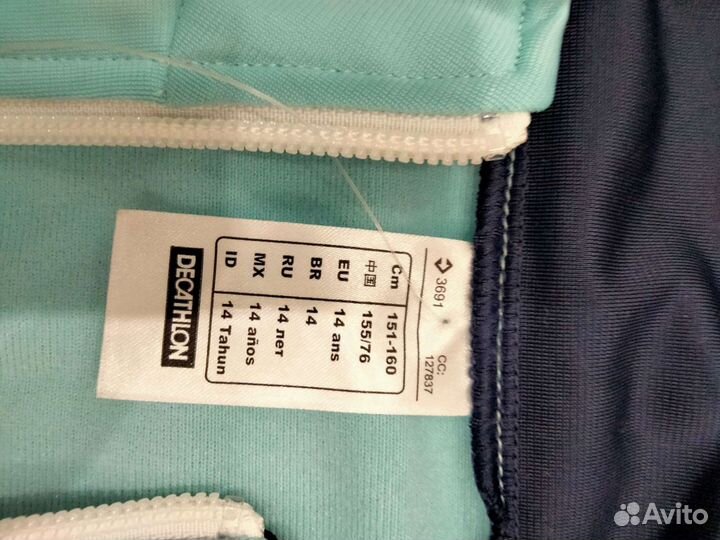 3691
CC:
127837
Cm 151-160
中国 155/76
EU 14 ans
BR 14
RU 14 лет
MX 14 años
ID 14 Tahun
DECATHLON
Avito